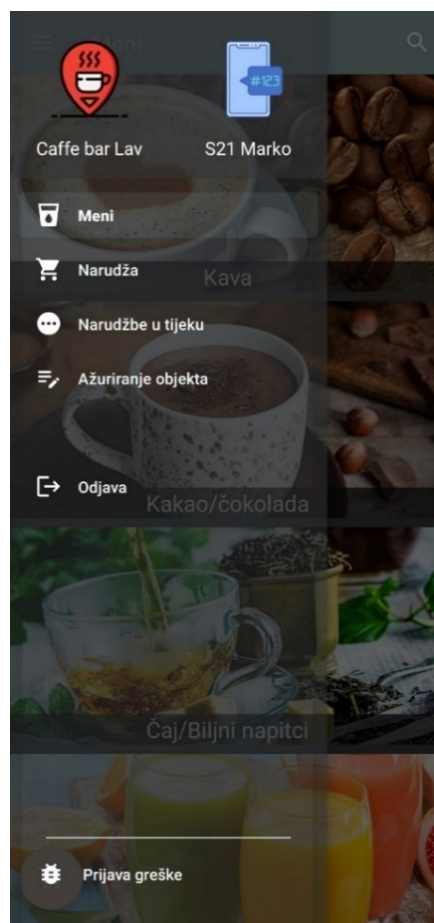 Meni
#123
Caffe bar Lav
S21 Marko
Meni
Narudža
Kava
Narudžbe u tijeku
Ažuriranje objekta
Odjava
Kakao/čokolada
Čaj/Biljni napitci
Prijava greške